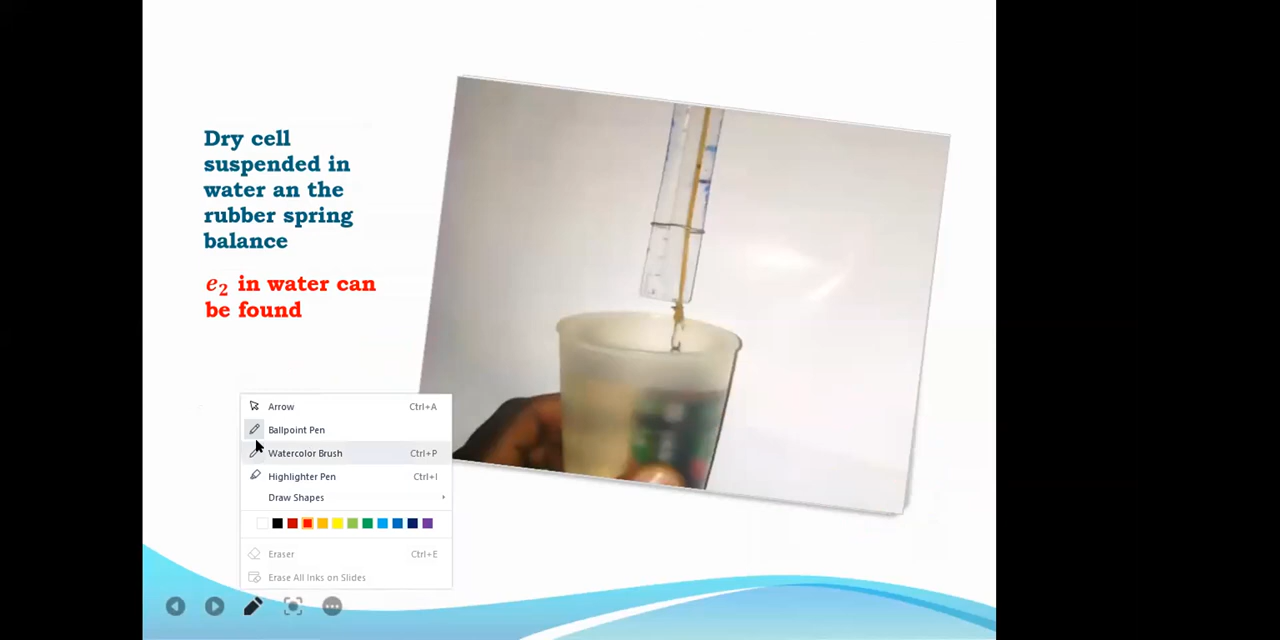 Dry cell
suspended in
water an the
rubber spring
balance
e₂ in water can
be found
Arrow Ctrl+A
Ballpoint Pen
Watercolor Brush Ctrl+P
Highlighter Pen Ctrl+I
Draw Shapes
Eraser Ctrl+E
Erase All Inks on Slides